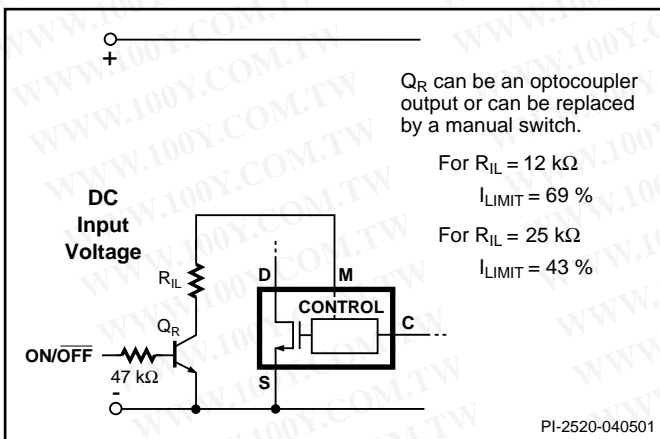 +
Q_R can be an optocoupler
output or can be replaced
by a manual switch.
For R_IL = 12 kΩ
I_LIMIT = 69 %
For R_IL = 25 kΩ
I_LIMIT = 43 %
DC
Input
Voltage
R_IL
D
M
CONTROL
C
Q_R
ON/O̅F̅F̅
47 kΩ
S
-
PI-2520-040501
WWW.100Y.COM.TW